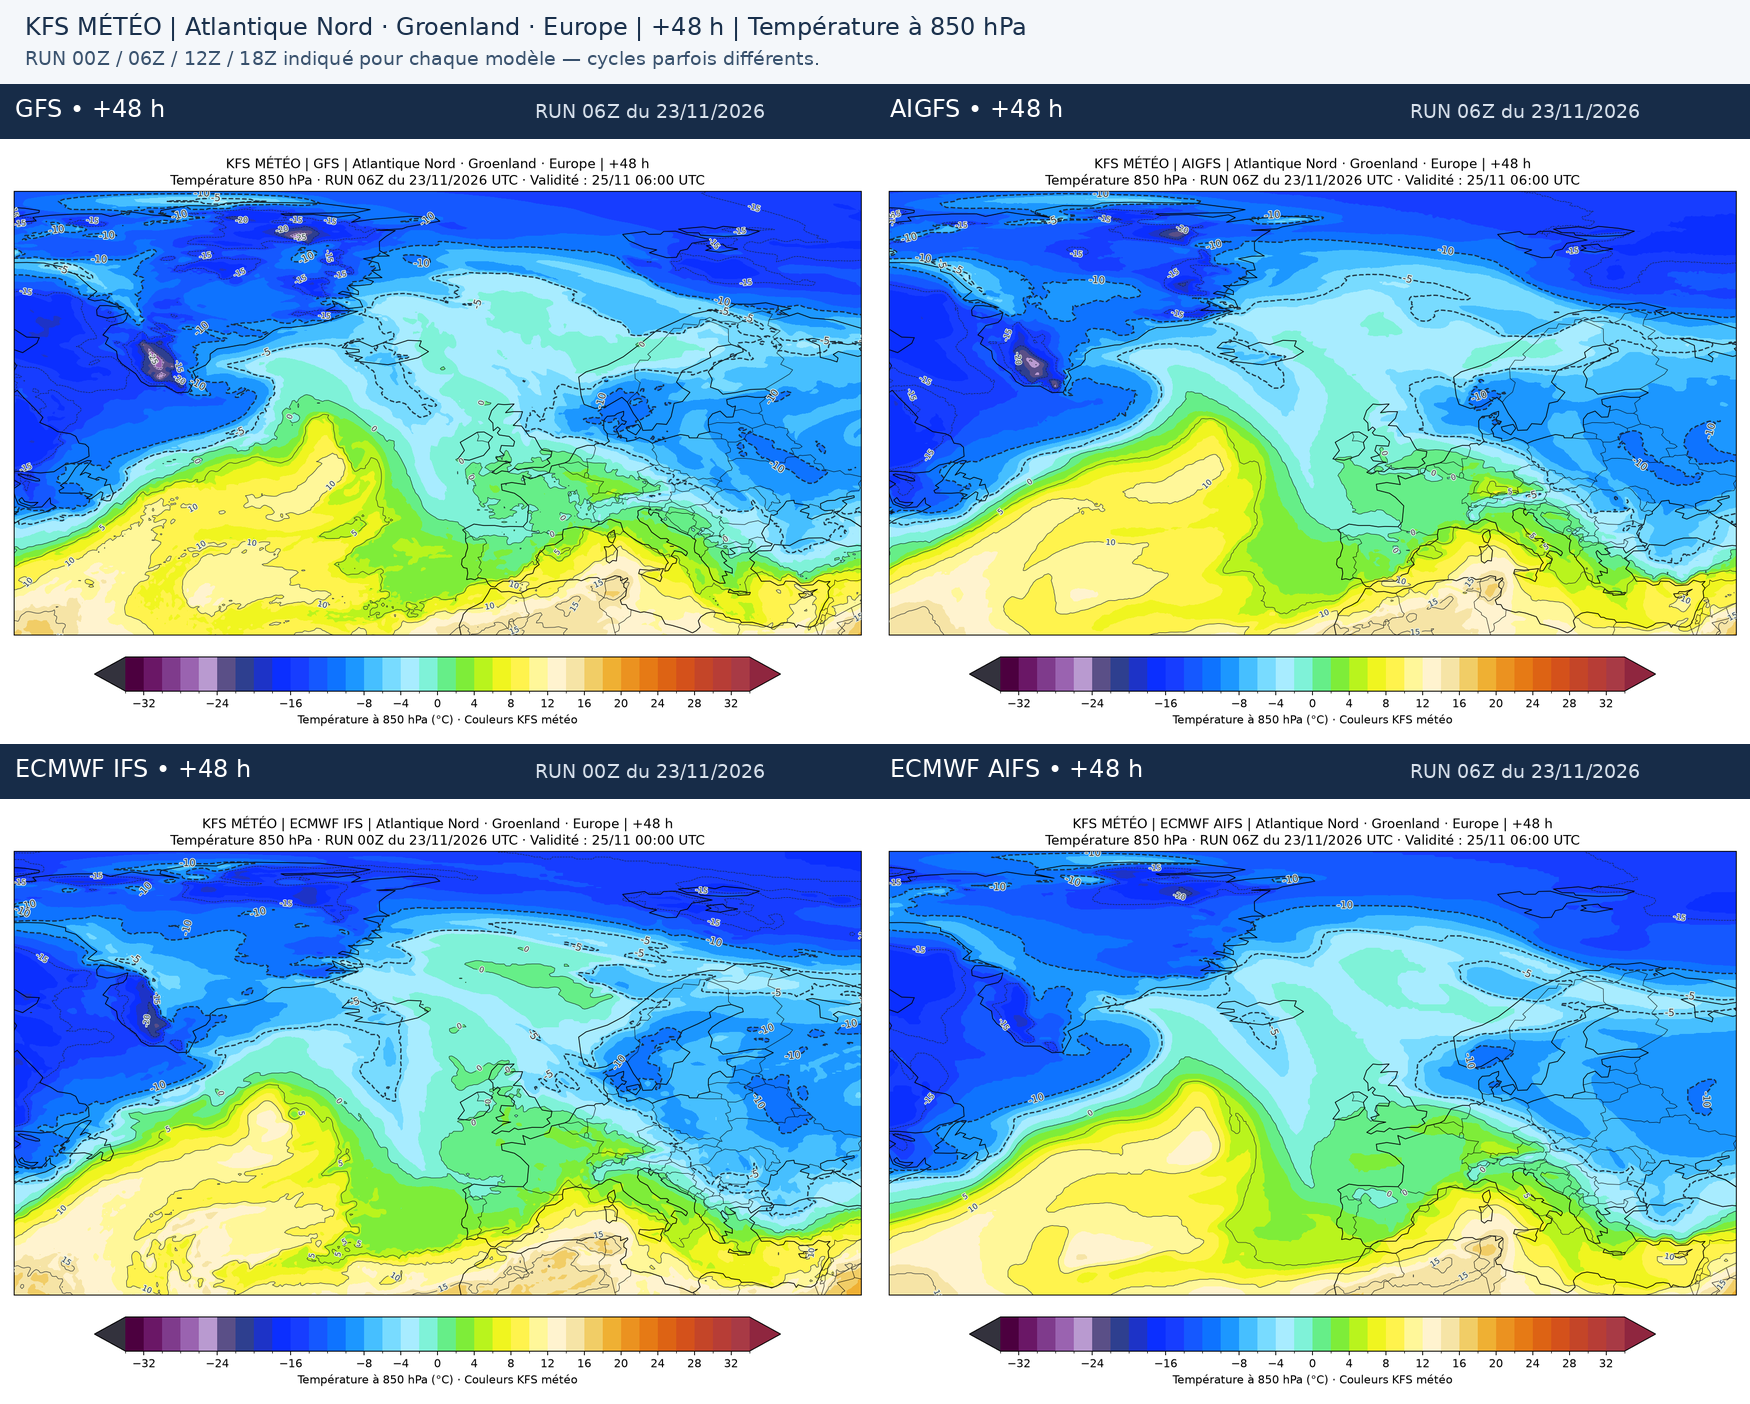 KFS MÉTÉO | Atlantique Nord · Groenland · Europe | +48 h | Température à 850 hPa
RUN 00Z / 06Z / 12Z / 18Z indiqué pour chaque modèle — cycles parfois différents.
GFS • +48 h
RUN 06Z du 23/11/2026
AIGFS • +48 h
RUN 06Z du 23/11/2026
KFS MÉTÉO | GFS | Atlantique Nord · Groenland · Europe | +48 h
Température 850 hPa · RUN 06Z du 23/11/2026 UTC · Validité : 25/11 06:00 UTC
KFS MÉTÉO | AIGFS | Atlantique Nord · Groenland · Europe | +48 h
Température 850 hPa · RUN 06Z du 23/11/2026 UTC · Validité : 25/11 06:00 UTC
−32 −24 −16 −8 −4 0 4 8 12 16 20 24 28 32
Température à 850 hPa (°C) · Couleurs KFS météo
−32 −24 −16 −8 −4 0 4 8 12 16 20 24 28 32
Température à 850 hPa (°C) · Couleurs KFS météo
ECMWF IFS • +48 h
RUN 00Z du 23/11/2026
ECMWF AIFS • +48 h
RUN 06Z du 23/11/2026
KFS MÉTÉO | ECMWF IFS | Atlantique Nord · Groenland · Europe | +48 h
Température 850 hPa · RUN 00Z du 23/11/2026 UTC · Validité : 25/11 00:00 UTC
KFS MÉTÉO | ECMWF AIFS | Atlantique Nord · Groenland · Europe | +48 h
Température 850 hPa · RUN 06Z du 23/11/2026 UTC · Validité : 25/11 06:00 UTC
−32 −24 −16 −8 −4 0 4 8 12 16 20 24 28 32
Température à 850 hPa (°C) · Couleurs KFS météo
−32 −24 −16 −8 −4 0 4 8 12 16 20 24 28 32
Température à 850 hPa (°C) · Couleurs KFS météo